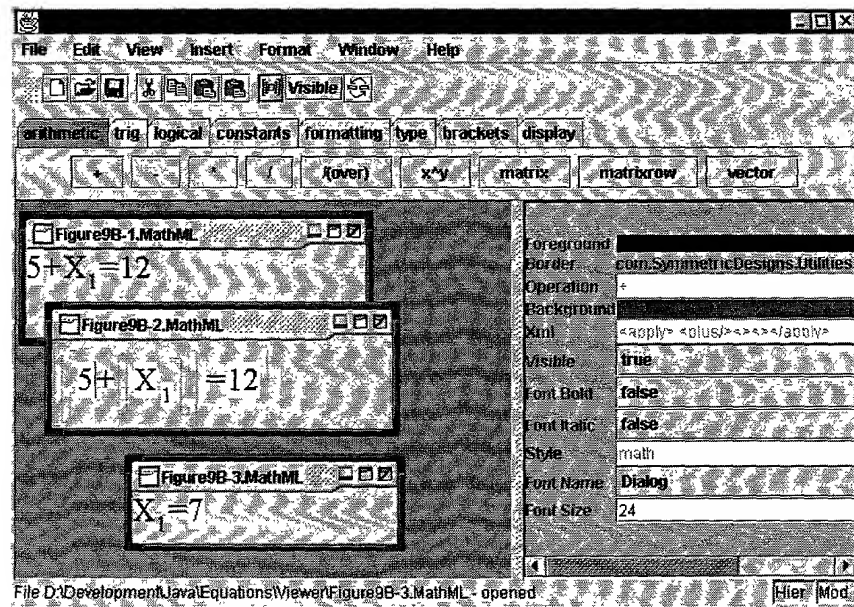 File Edit View Insert Format Window Help
Visible
arithmetic trig logical constants formatting type brackets display
+ - * / /(over) x^y matrix matrixrow vector
Figure9B-1.MathML
5+X1=12
Figure9B-2.MathML
5+ X1 =12
Figure9B-3.MathML
X1=7
Foreground
Border com.SymmetricDesigns.Utilities
Operation +
Background
Xml <apply> <plus/><><></apply>
Visible true
Font Bold false
Font Italic false
Style math
Font Name Dialog
Font Size 24
File D:\Development\Java\Equations\Viewer\Figure9B-3.MathML - opened Hier Mod